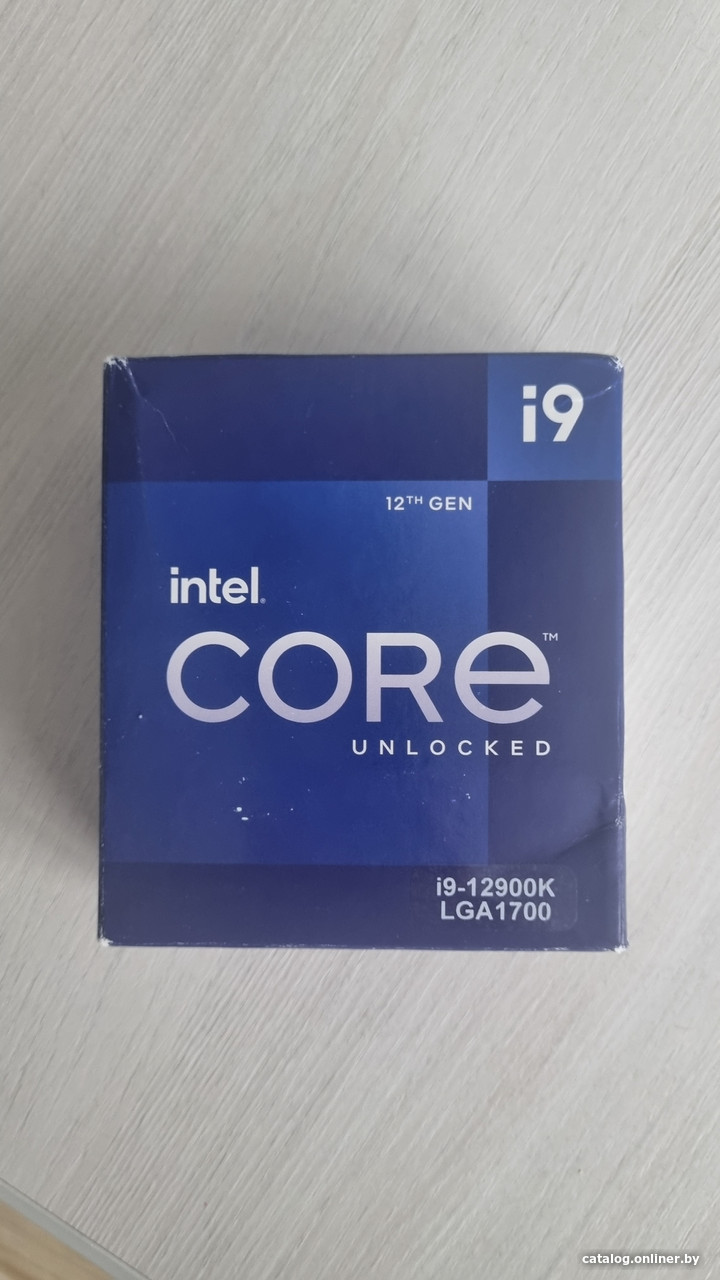 i9
12TH GEN
intel.
CORE™
UNLOCKED
i9-12900K
LGA1700
catalog.onliner.by